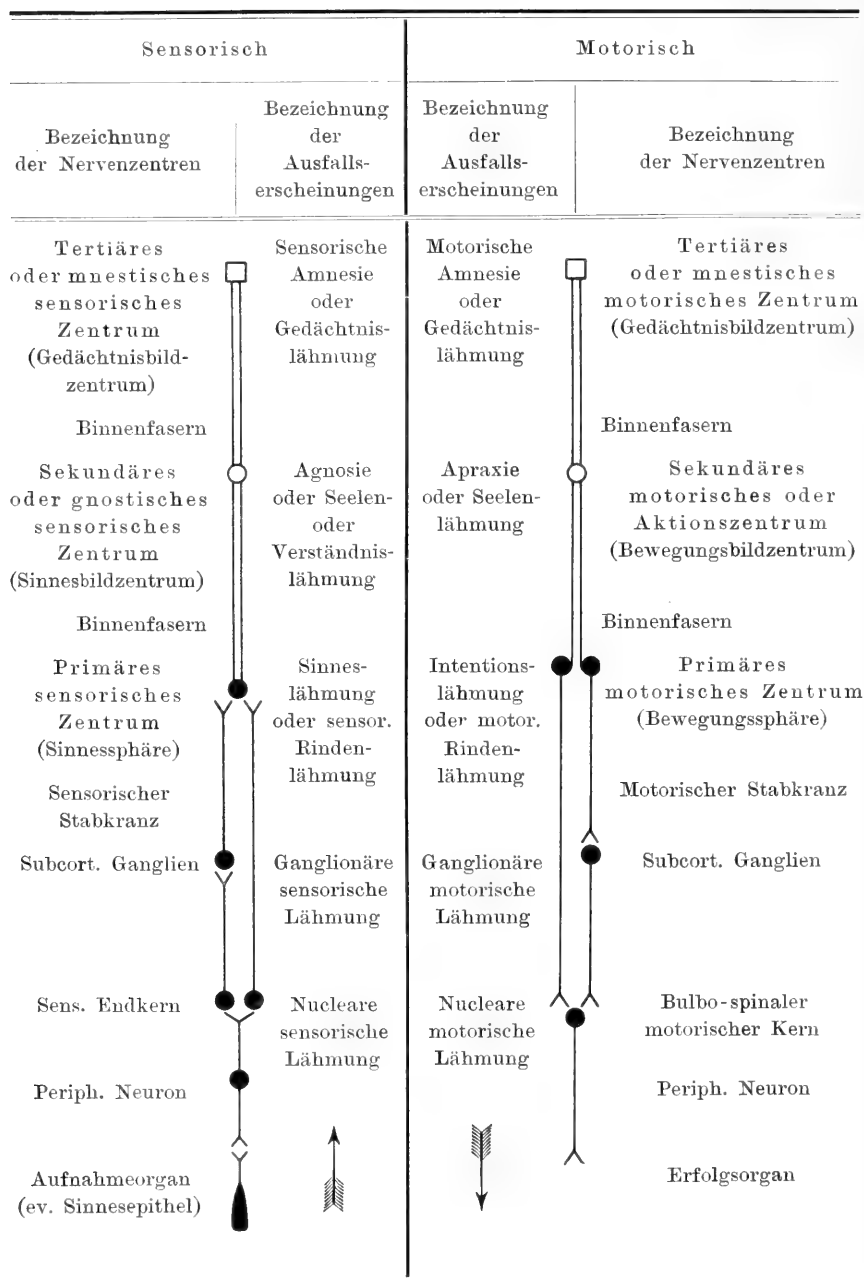 Sensorisch
Motorisch
Bezeichnung
der Nervenzentren
Bezeichnung
der
Ausfalls-
erscheinungen
Bezeichnung
der
Ausfalls-
erscheinungen
Bezeichnung
der Nervenzentren
Tertiäres
oder mnestisches
sensorisches
Zentrum
(Gedächtnisbild-
zentrum)
Sensorische
Amnesie
oder
Gedächtnis-
lähmung
Motorische
Amnesie
oder
Gedächtnis-
lähmung
Tertiäres
oder mnestisches
motorisches Zentrum
(Gedächtnisbildzentrum)
Binnenfasern
Binnenfasern
Sekundäres
oder gnostisches
sensorisches
Zentrum
(Sinnesbildzentrum)
Agnosie
oder Seelen-
oder
Verständnis-
lähmung
Apraxie
oder Seelen-
lähmung
Sekundäres
motorisches oder
Aktionszentrum
(Bewegungsbildzentrum)
Binnenfasern
Binnenfasern
Primäres
sensorisches
Zentrum
(Sinnessphäre)
Sinnes-
lähmung
oder sensor.
Rinden-
lähmung
Intentions-
lähmung
oder motor.
Rinden-
lähmung
Primäres
motorisches Zentrum
(Bewegungssphäre)
Sensorischer
Stabkranz
Motorischer Stabkranz
Subcort. Ganglien
Ganglionäre
sensorische
Lähmung
Ganglionäre
motorische
Lähmung
Subcort. Ganglien
Sens. Endkern
Nucleare
sensorische
Lähmung
Nucleare
motorische
Lähmung
Bulbo-spinaler
motorischer Kern
Periph. Neuron
Periph. Neuron
Aufnahmeorgan
(ev. Sinnesepithel)
Erfolgsorgan